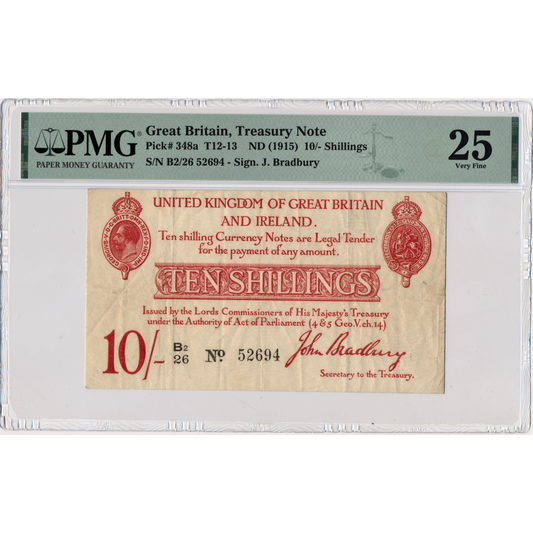 PMG
PAPER MONEY GUARANTY
Great Britain, Treasury Note
Pick# 348a T12-13 ND (1915) 10/- Shillings
S/N B2/26 52694 - Sign. J. Bradbury
25
Very Fine
UNITED KINGDOM OF GREAT BRITAIN
AND IRELAND.
Ten shilling Currency Notes are Legal Tender
for the payment of any amount.
TEN SHILLINGS
Issued by the Lords Commissioners of His Majesty's Treasury
under the Authority of Act of Parliament (4 & 5 Geo.V.ch.14)
10/- B2/26 No 52694 John Bradbury
Secretary to the Treasury.